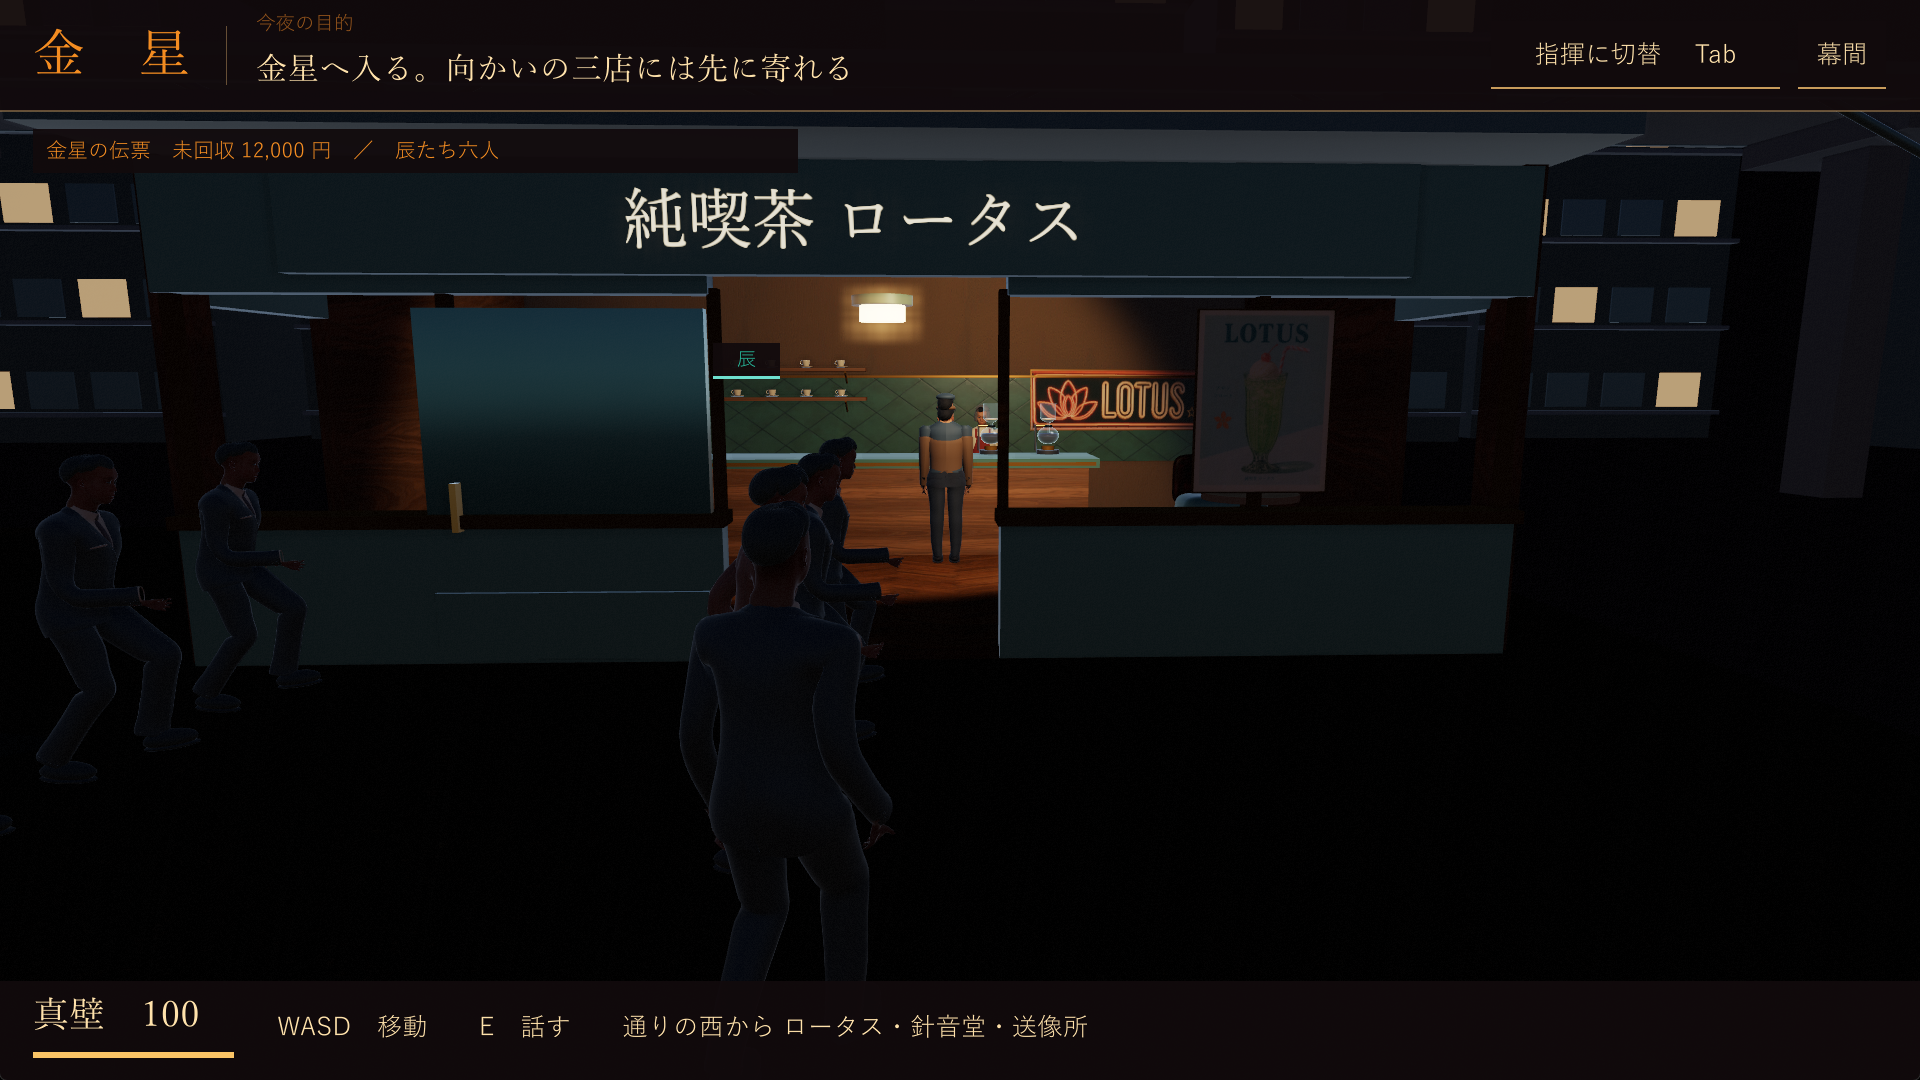 金 星
今夜の目的
金星へ入る。向かいの三店には先に寄れる
指揮に切替 Tab
幕間
金星の伝票 未回収 12,000 円 ／ 辰たち六人
純喫茶 ロータス
辰
LOTUS
LOTUS
真壁 100
WASD 移動 E 話す 通りの西から ロータス・針音堂・送像所